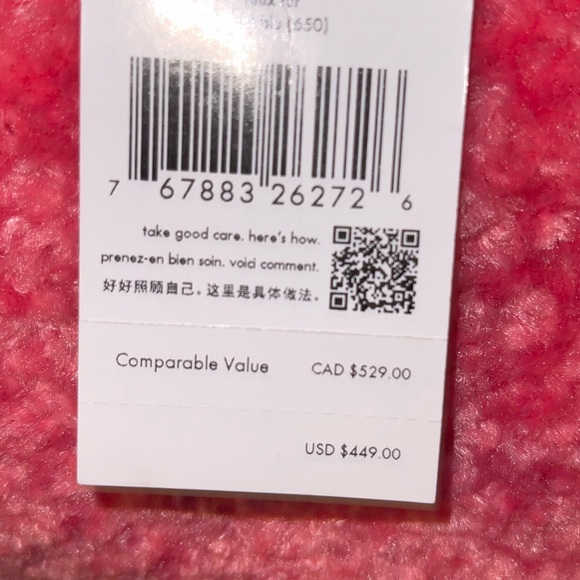 (650)
7 67883 26272 6
take good care. here's how.
prenez-en bien soin. voici comment.
好好照顾自己。这里是具体做法。
Comparable Value CAD $529.00
USD $449.00